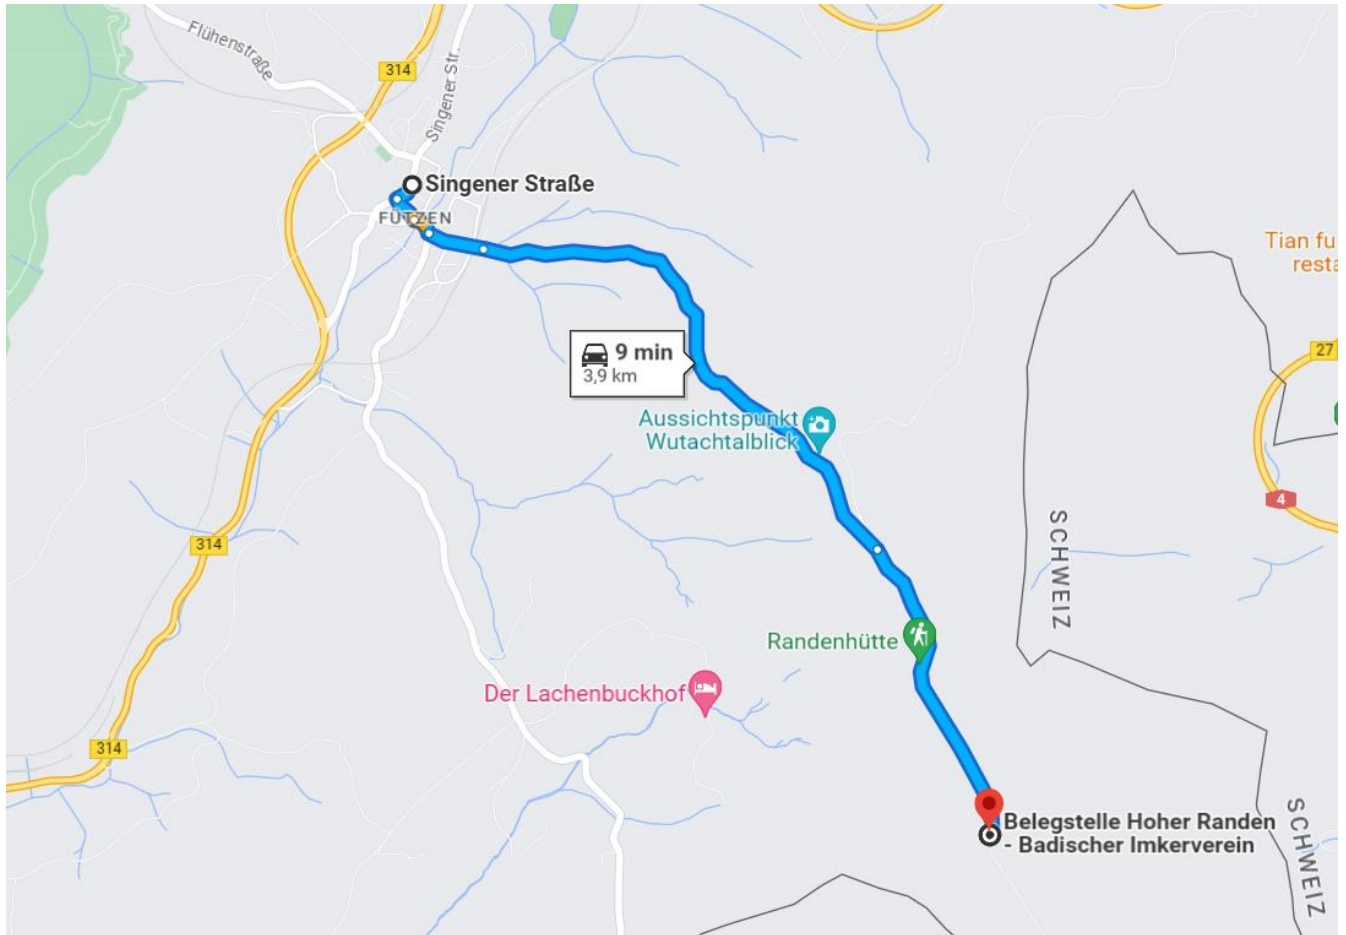 Flühenstraße
314
Singener Str.
Singener Straße
FÜTZEN
Tian fu
resta
9 min
3,9 km
27
Aussichtspunkt
Wutachtalblick
4
314
SCHWEIZ
Randenhütte
Der Lachenbuckhof
314
Belegstelle Hoher Randen
- Badischer Imkerverein
SCHWEIZ